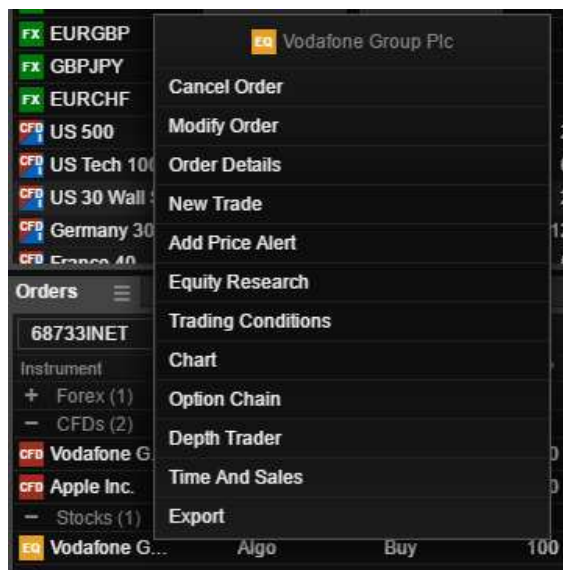 FX EURGBP
FX GBPJPY
FX EURCHF
CFD I US 500
CFD I US Tech 100
CFD I US 30 Wall
CFD I Germany 30
CFD France 40
EQ Vodafone Group Plc
Cancel Order
Modify Order
Order Details
New Trade
Add Price Alert
Equity Research
Trading Conditions
Chart
Option Chain
Depth Trader
Time And Sales
Export
Orders
68733INET
Instrument
+ Forex (1)
− CFDs (2)
CFD Vodafone G
CFD Apple Inc.
− Stocks (1)
EQ Vodafone G... Algo Buy 100